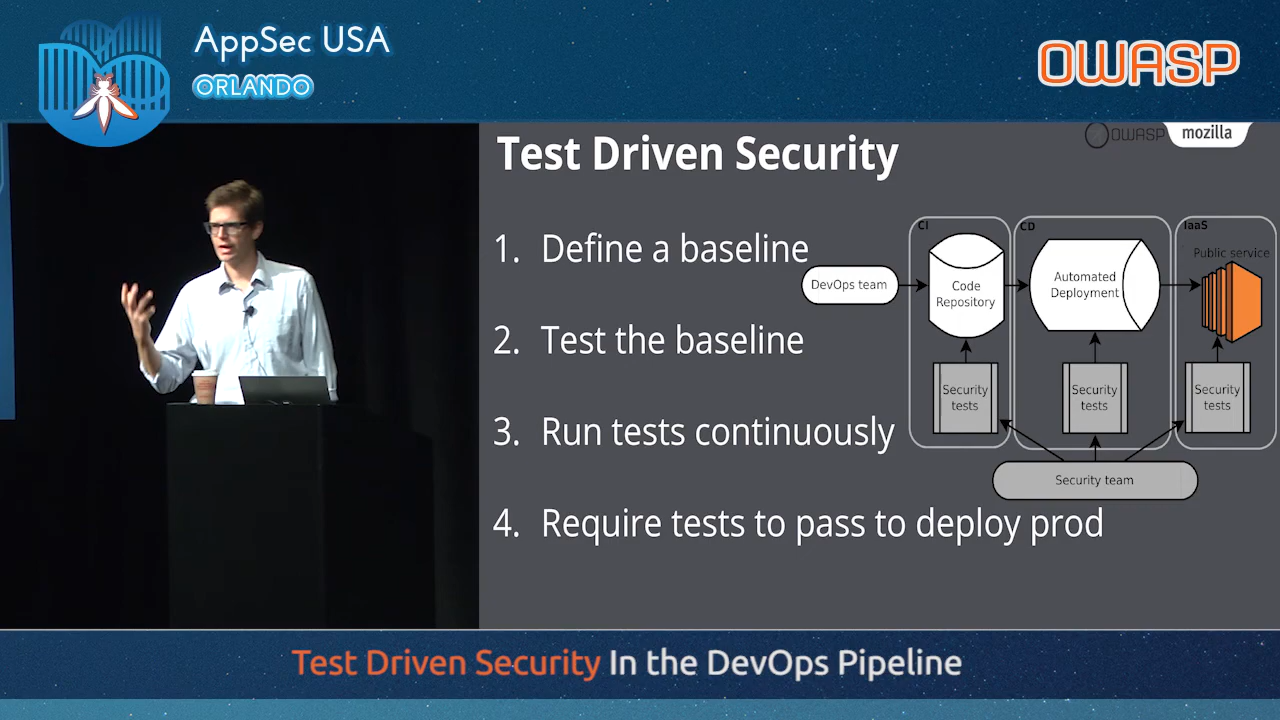 AppSec USA
ORLANDO
OWASP
OWASP mozilla
Test Driven Security
1. Define a baseline
2. Test the baseline
3. Run tests continuously
4. Require tests to pass to deploy prod
CI
CD
IaaS
Public service
DevOps team
Code
Repository
Automated
Deployment
Security
tests
Security
tests
Security
tests
Security team
Test Driven Security In the DevOps Pipeline